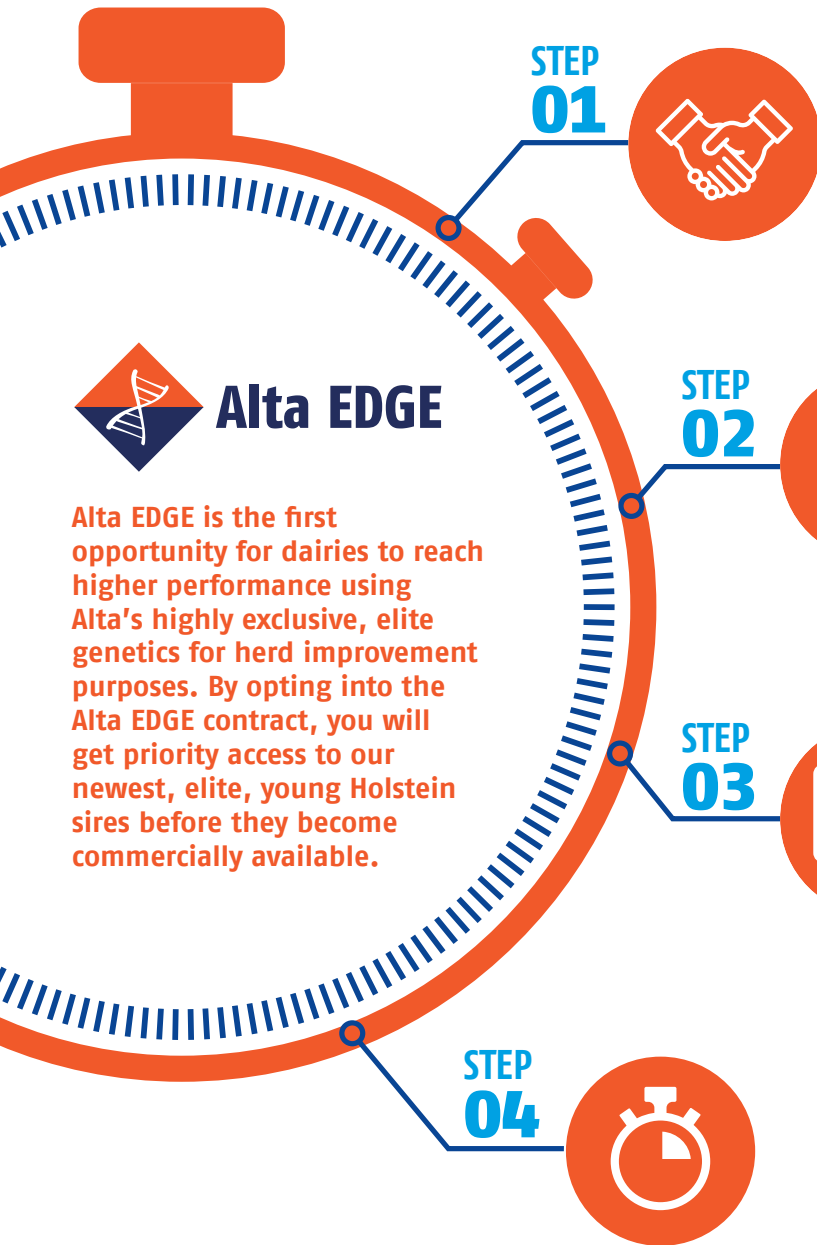 STEP
01
Alta EDGE
Alta EDGE is the first
opportunity for dairies to reach
higher performance using
Alta's highly exclusive, elite
genetics for herd improvement
purposes. By opting into the
Alta EDGE contract, you will
get priority access to our
newest, elite, young Holstein
sires before they become
commercially available.
STEP
02
STEP
03
STEP
04